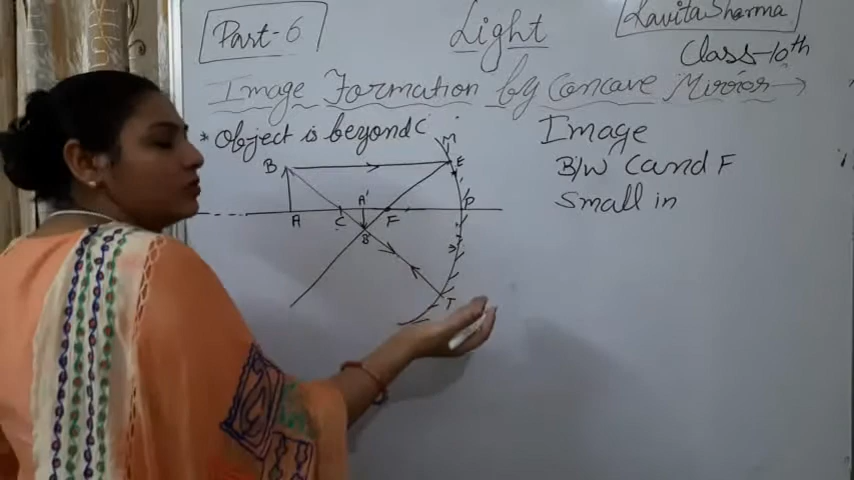 Part-6
Light
Kavita Sharma
Class-10th
Image Formation by Concave Mirror→
* Object is beyond C
Image
B/w C and F
Small in
M
B
E
A'
P
A
C
F
B
T